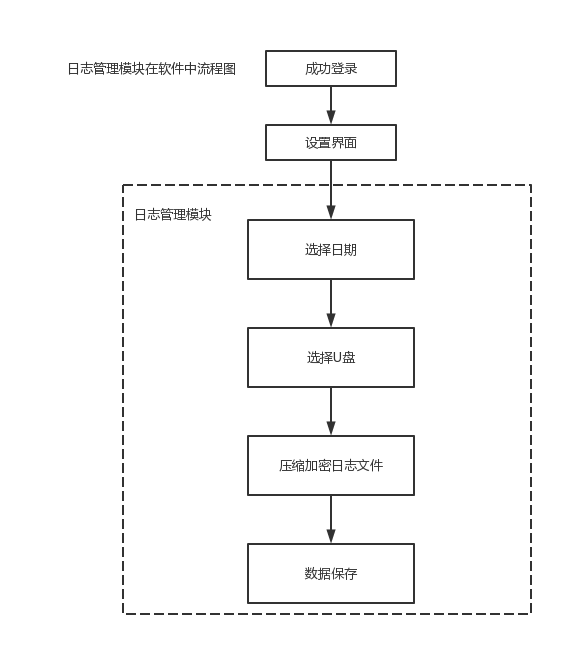 日志管理模块在软件中流程图
成功登录
设置界面
日志管理模块
选择日期
选择U盘
压缩加密日志文件
数据保存